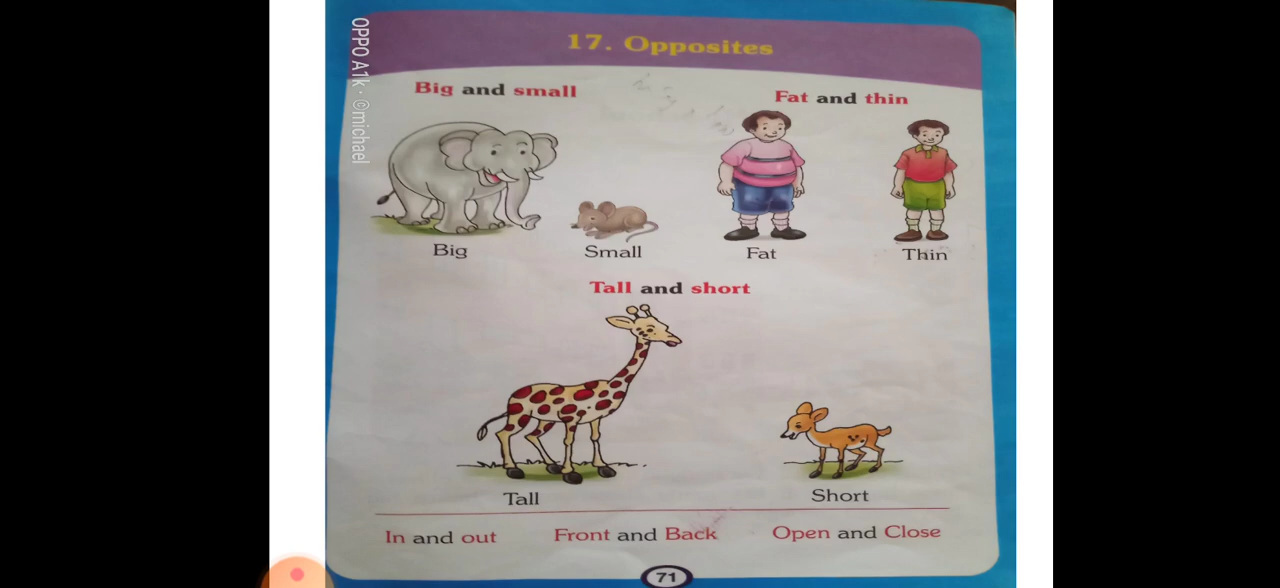 17. Opposites
Big and small
Fat and thin
Big
Small
Fat
Thin
Tall and short
Tall
Short
In and out
Front and Back
Open and Close
71
OPPO A1k · ©michael